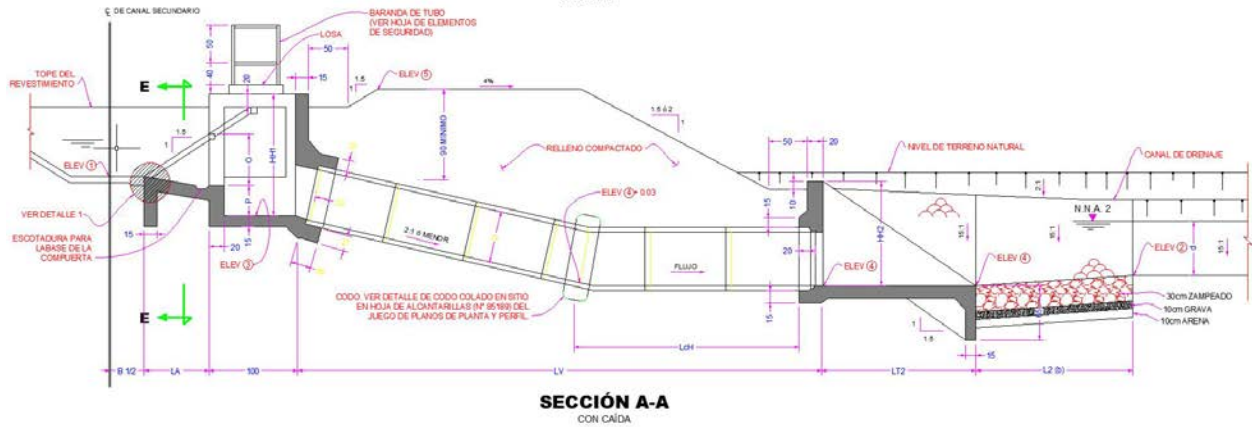 ℄ DE CANAL SECUNDARIO
BARANDA DE TUBO
(VER HOJA DE ELEMENTOS
DE SEGURIDAD)
LOSA
50
50
40
20
15
1.5
1
ELEV 5
4%
TOPE DEL
REVESTIMIENTO
E
1.5
1
HH1
O
P
90 MINIMO
1.5 ó 2
1
RELLENO COMPACTADO
50
20
NIVEL DE TERRENO NATURAL
CANAL DE DRENAJE
2:1
ELEV 1
ELEV 4 + 0.03
10
15
HH2
N.N.A. 2
VER DETALLE 1
15
15
20
2:1 ó MENOR
20
FLUJO
15:1
15:1
d
15:1
ESCOTADURA PARA
LABASE DE LA
COMPUERTA
ELEV 3
ELEV 4
ELEV 4
ELEV 2
E
CODO. VER DETALLE DE CODO COLADO EN SITIO
EN HOJA DE ALCANTARILLAS (N° 95189) DEL
JUEGO DE PLANOS DE PLANTA Y PERFIL.
15
30cm ZAMPEADO
10cm GRAVA
10cm ARENA
1
1.5
15
LcH
B 1/2
LA
100
LV
LT2
L2 (b)
SECCIÓN A-A
CON CAÍDA